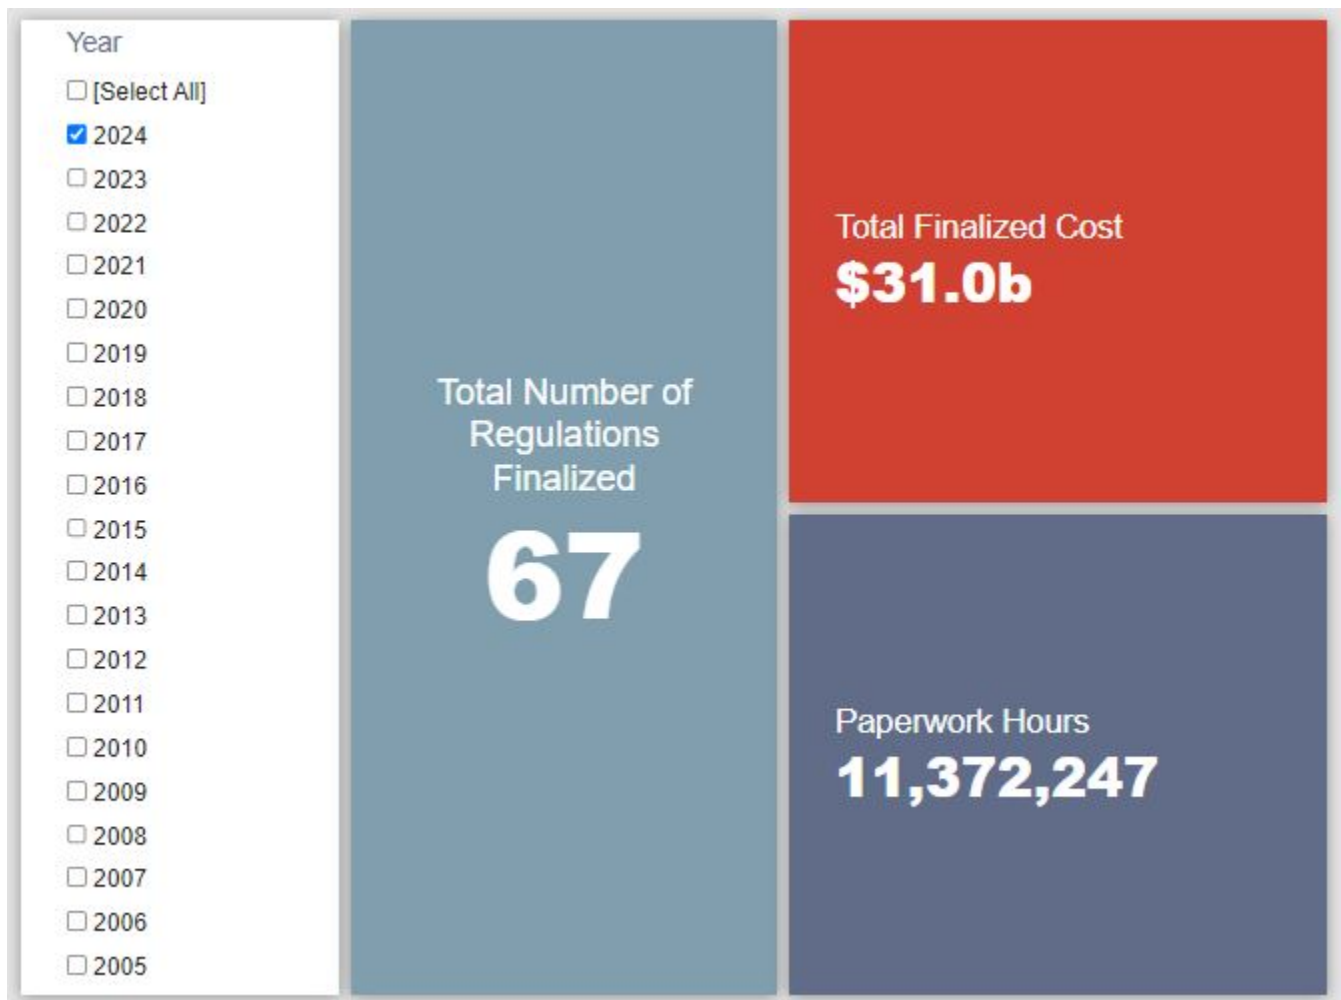 Year
[Select All]
2024
2023
2022
2021
2020
2019
2018
2017
2016
2015
2014
2013
2012
2011
2010
2009
2008
2007
2006
2005
Total Number of
Regulations
Finalized
67
Total Finalized Cost
$31.0b
Paperwork Hours
11,372,247